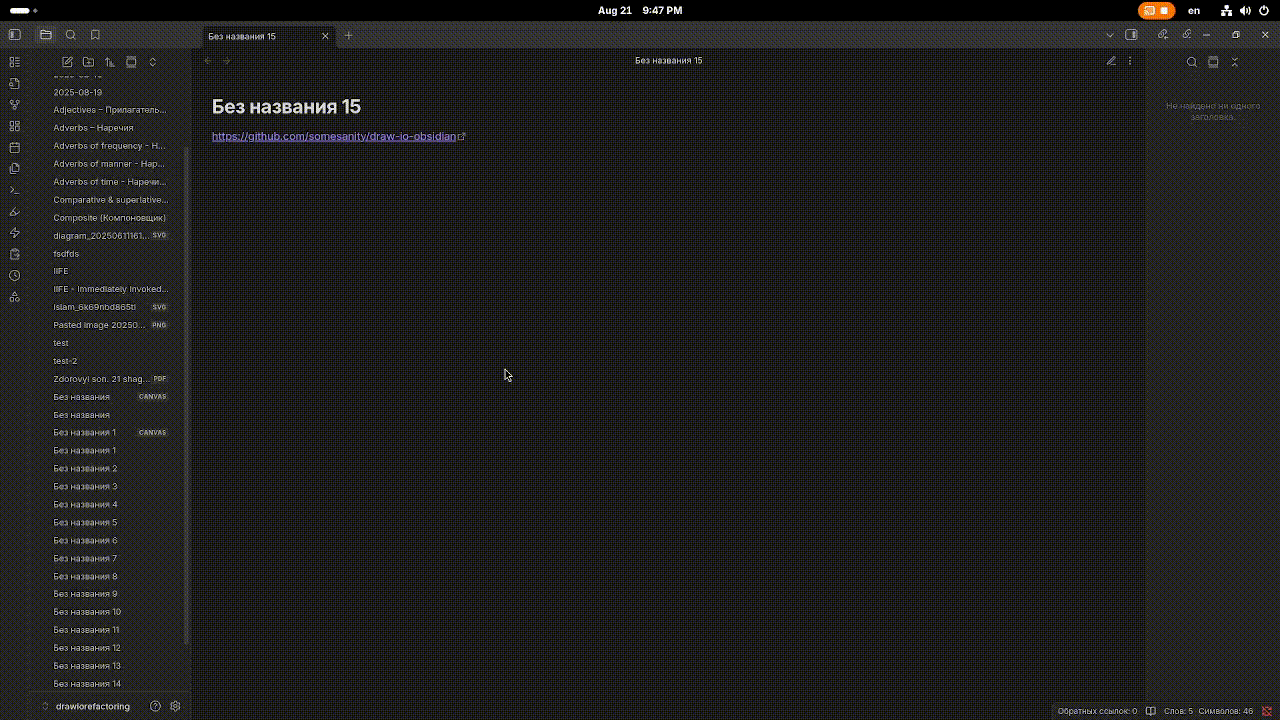 Aug 21 9:47 PM
en
Без названия 15
Без названия 15
2025-08-19
Adjectives – Прилагатель...
Adverbs – Наречия
Adverbs of frequency – Н...
Adverbs of manner – Нар...
Adverbs of time – Наречи...
Comparative & superlative...
Composite (Компоновщик)
diagram_20250611161... SVG
fsdfds
IIFE
IIFE - Immediately Invoked...
islam_6k69nbd865ti SVG
Pasted image 20250... PNG
test
test-2
Zdorovyi son. 21 shag... PDF
Без названия CANVAS
Без названия
Без названия 1 CANVAS
Без названия 1
Без названия 2
Без названия 3
Без названия 4
Без названия 5
Без названия 6
Без названия 7
Без названия 8
Без названия 9
Без названия 10
Без названия 11
Без названия 12
Без названия 13
Без названия 14
drawiorefactoring
Без названия 15
https://github.com/somesanity/draw-io-obsidian
Не найдено ни одного
заголовка.
Обратных ссылок: 0 Слов: 5 Символов: 46